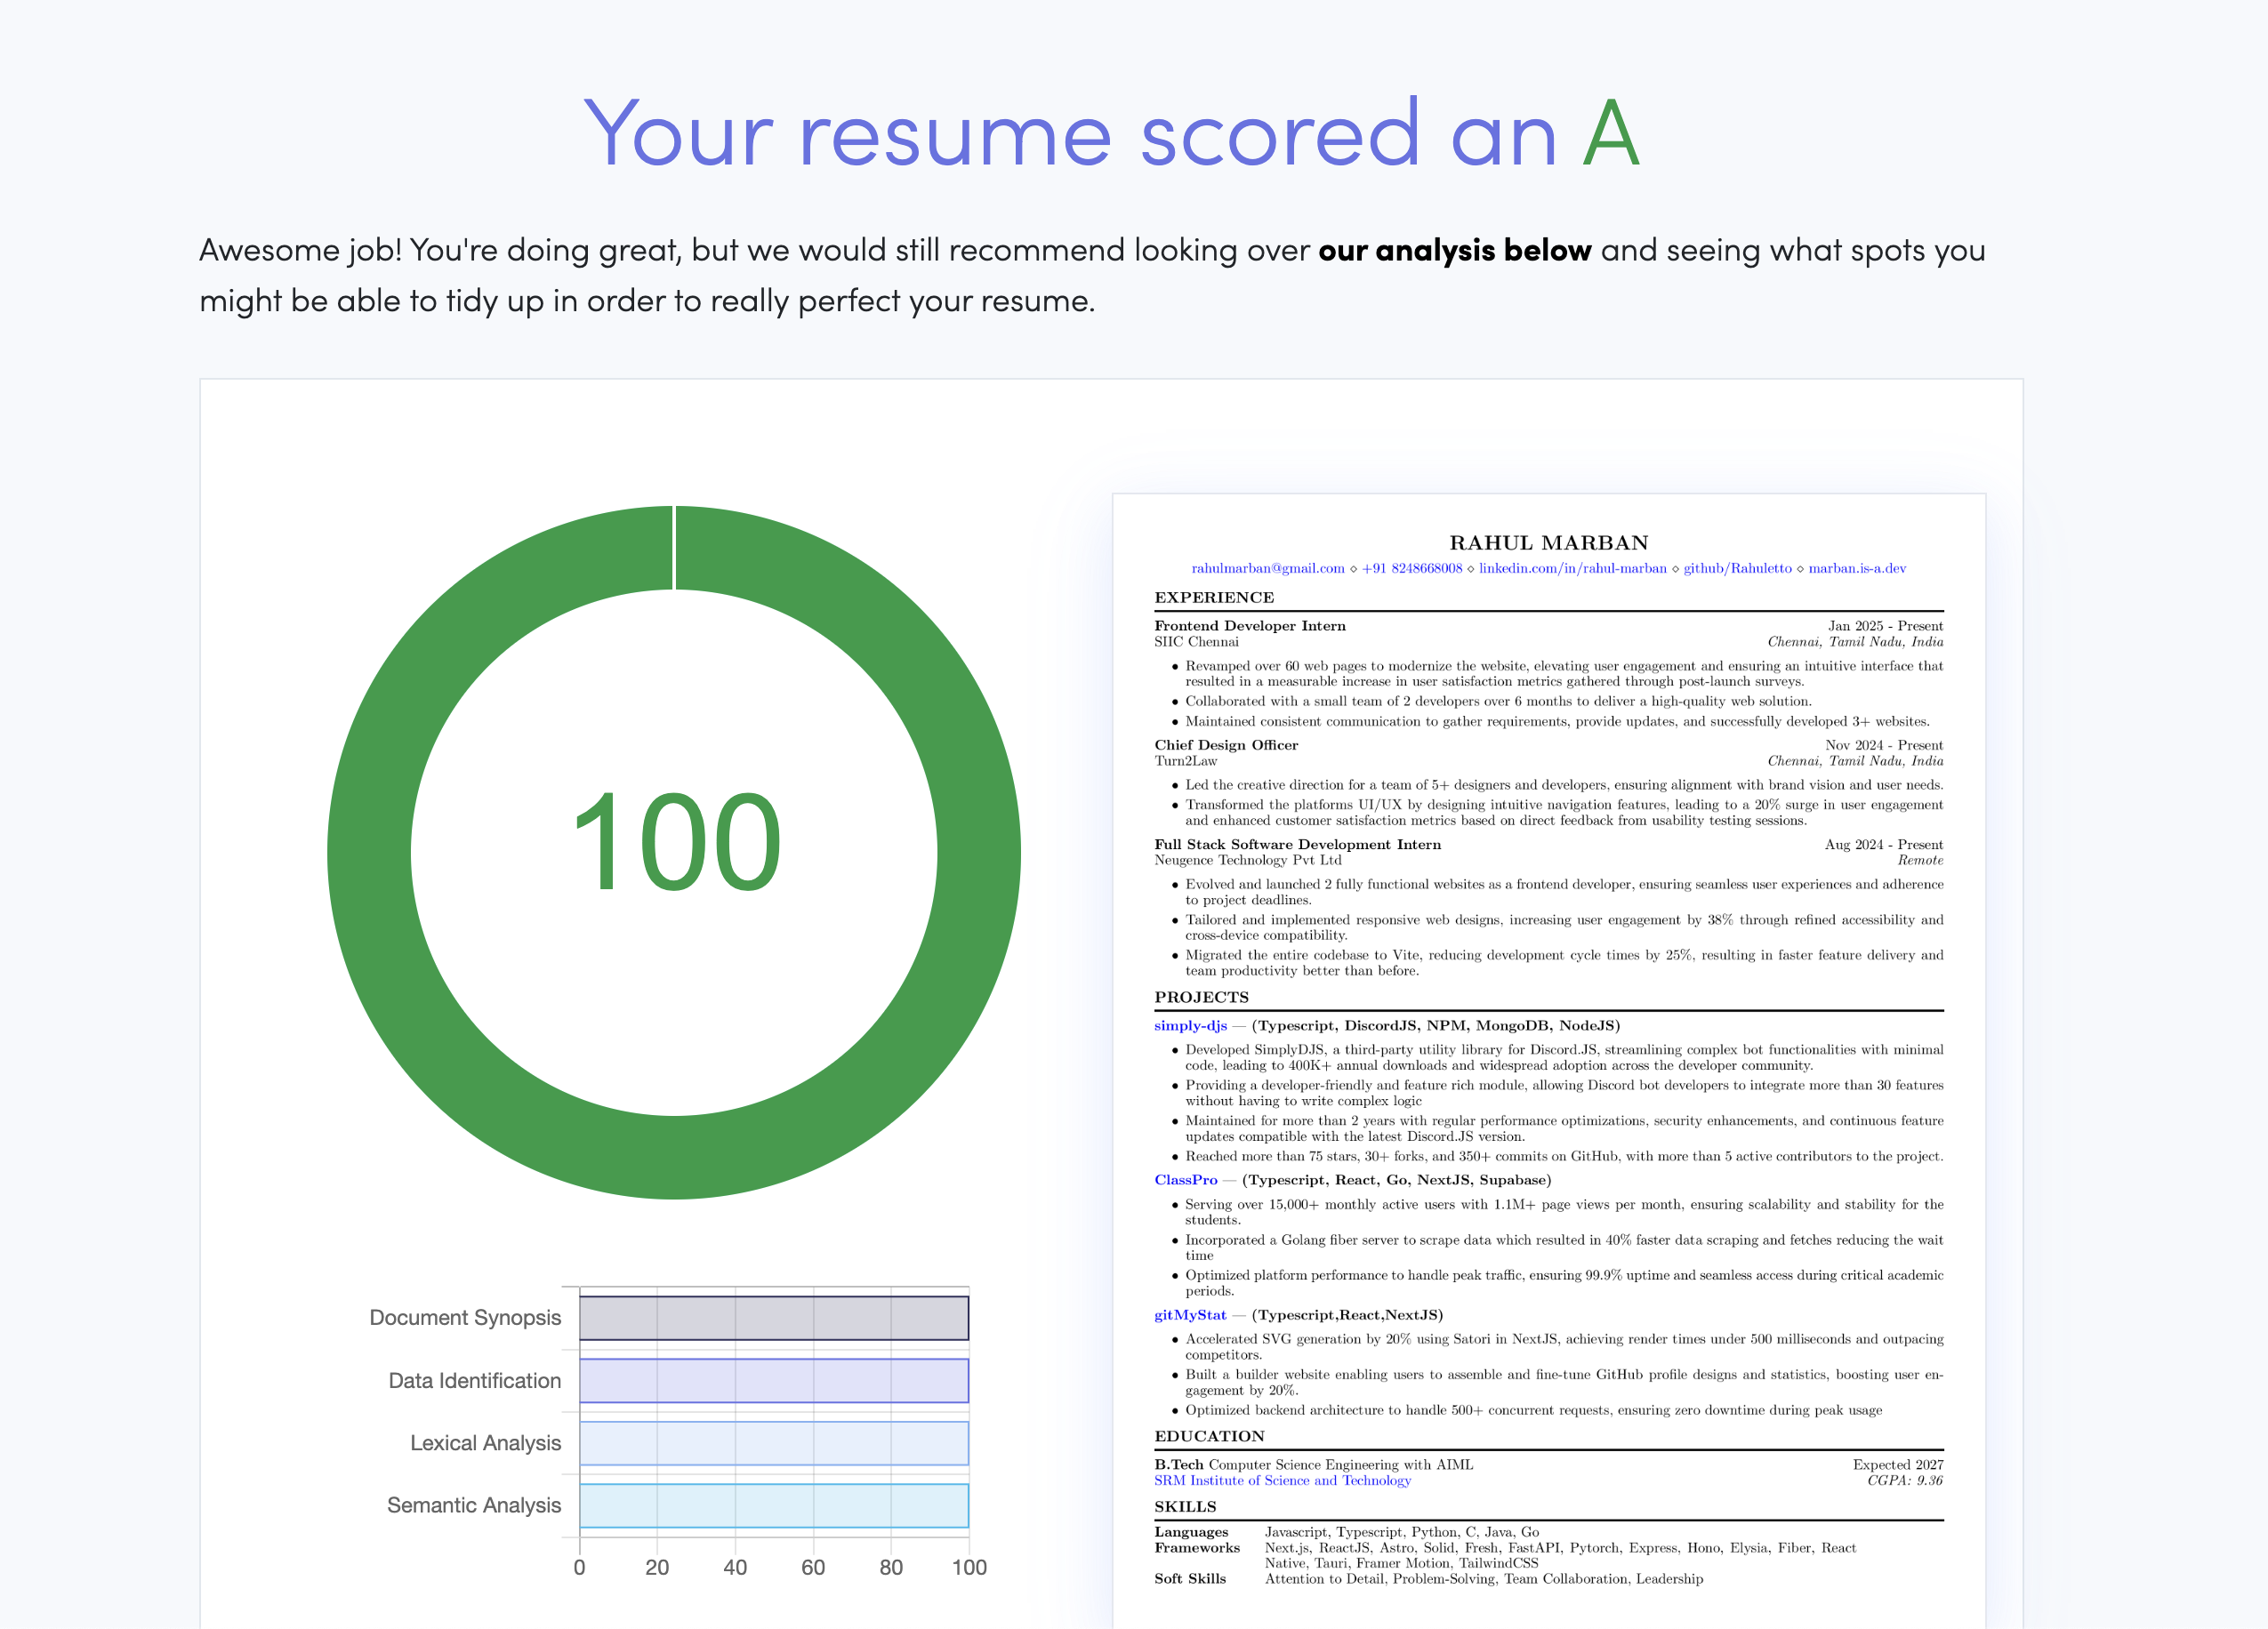 Your resume scored an A
Awesome job! You're doing great, but we would still recommend looking over our analysis below and seeing what spots you
might be able to tidy up in order to really perfect your resume.
100
Document Synopsis
Data Identification
Lexical Analysis
Semantic Analysis
0 20 40 60 80 100
RAHUL MARBAN
rahulmarban@gmail.com ⋄ +91 8248668008 ⋄ linkedin.com/in/rahul-marban ⋄ github/Rahuletto ⋄ marban.is-a.dev
EXPERIENCE
Frontend Developer Intern Jan 2025 - Present
SIIC Chennai Chennai, Tamil Nadu, India
• Revamped over 60 web pages to modernize the website, elevating user engagement and ensuring an intuitive interface that
resulted in a measurable increase in user satisfaction metrics gathered through post-launch surveys.
• Collaborated with a small team of 2 developers over 6 months to deliver a high-quality web solution.
• Maintained consistent communication to gather requirements, provide updates, and successfully developed 3+ websites.
Chief Design Officer Nov 2024 - Present
Turn2Law Chennai, Tamil Nadu, India
• Led the creative direction for a team of 5+ designers and developers, ensuring alignment with brand vision and user needs.
• Transformed the platforms UI/UX by designing intuitive navigation features, leading to a 20% surge in user engagement
and enhanced customer satisfaction metrics based on direct feedback from usability testing sessions.
Full Stack Software Development Intern Aug 2024 - Present
Neugence Technology Pvt Ltd Remote
• Evolved and launched 2 fully functional websites as a frontend developer, ensuring seamless user experiences and adherence
to project deadlines.
• Tailored and implemented responsive web designs, increasing user engagement by 38% through refined accessibility and
cross-device compatibility.
• Migrated the entire codebase to Vite, reducing development cycle times by 25%, resulting in faster feature delivery and
team productivity better than before.
PROJECTS
simply-djs — (Typescript, DiscordJS, NPM, MongoDB, NodeJS)
• Developed SimplyDJS, a third-party utility library for Discord.JS, streamlining complex bot functionalities with minimal
code, leading to 400K+ annual downloads and widespread adoption across the developer community.
• Providing a developer-friendly and feature rich module, allowing Discord bot developers to integrate more than 30 features
without having to write complex logic
• Maintained for more than 2 years with regular performance optimizations, security enhancements, and continuous feature
updates compatible with the latest Discord.JS version.
• Reached more than 75 stars, 30+ forks, and 350+ commits on GitHub, with more than 5 active contributors to the project.
ClassPro — (Typescript, React, Go, NextJS, Supabase)
• Serving over 15,000+ monthly active users with 1.1M+ page views per month, ensuring scalability and stability for the
students.
• Incorporated a Golang fiber server to scrape data which resulted in 40% faster data scraping and fetches reducing the wait
time
• Optimized platform performance to handle peak traffic, ensuring 99.9% uptime and seamless access during critical academic
periods.
gitMyStat — (Typescript,React,NextJS)
• Accelerated SVG generation by 20% using Satori in NextJS, achieving render times under 500 milliseconds and outpacing
competitors.
• Built a builder website enabling users to assemble and fine-tune GitHub profile designs and statistics, boosting user en-
gagement by 20%.
• Optimized backend architecture to handle 500+ concurrent requests, ensuring zero downtime during peak usage
EDUCATION
B.Tech Computer Science Engineering with AIML Expected 2027
SRM Institute of Science and Technology CGPA: 9.36
SKILLS
Languages Javascript, Typescript, Python, C, Java, Go
Frameworks Next.js, ReactJS, Astro, Solid, Fresh, FastAPI, Pytorch, Express, Hono, Elysia, Fiber, React
Native, Tauri, Framer Motion, TailwindCSS
Soft Skills Attention to Detail, Problem-Solving, Team Collaboration, Leadership